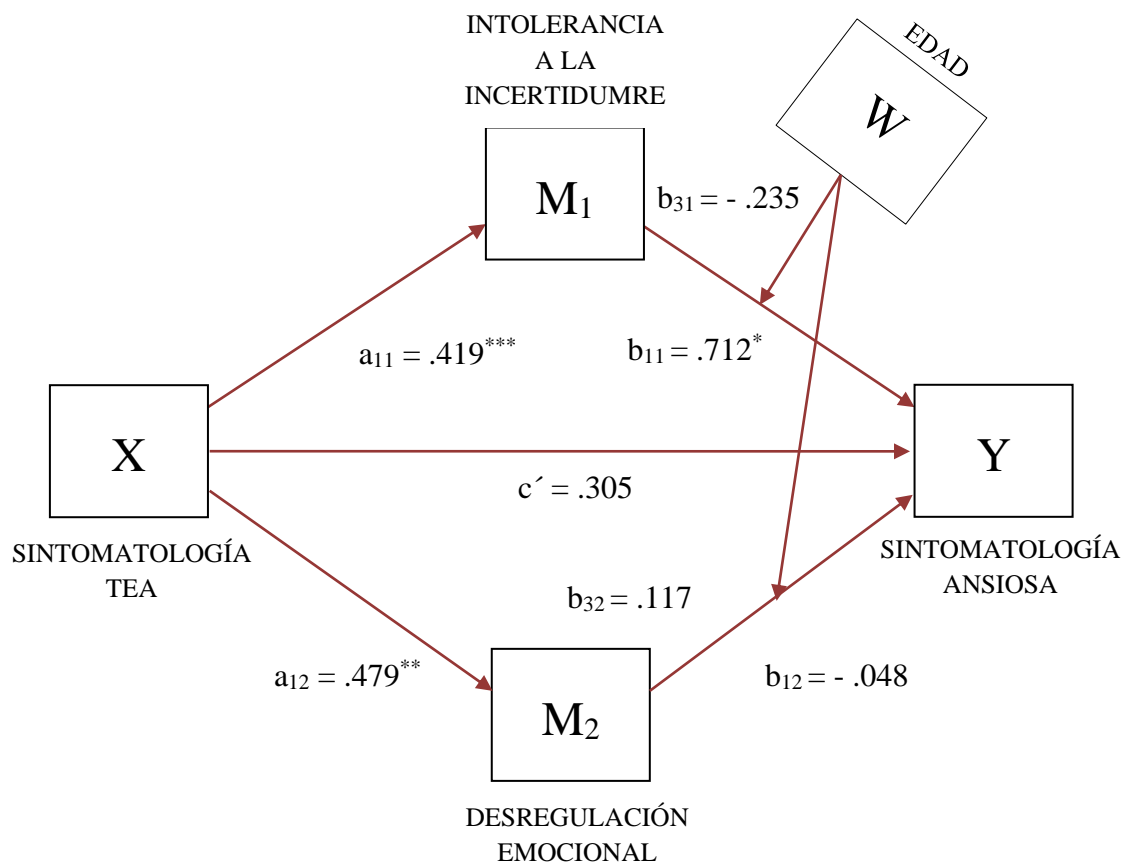 INTOLERANCIA
A LA
INCERTIDUMRE
EDAD
W
M₁
b₃₁ = - .235
a₁₁ = .419***
b₁₁ = .712*
X
Y
c´ = .305
SINTOMATOLOGÍA
TEA
SINTOMATOLOGÍA
ANSIOSA
b₃₂ = .117
a₁₂ = .479**
b₁₂ = - .048
M₂
DESREGULACIÓN
EMOCIONAL